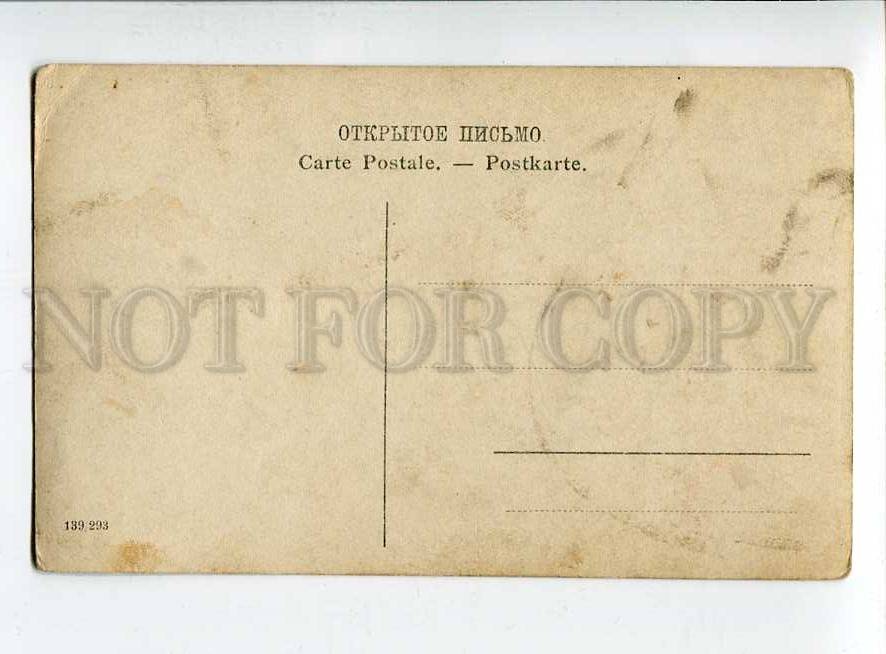 ОТКРЫТОЕ ПИСЬМО.
Carte Postale. — Postkarte.
NOT FOR COPY
139 293